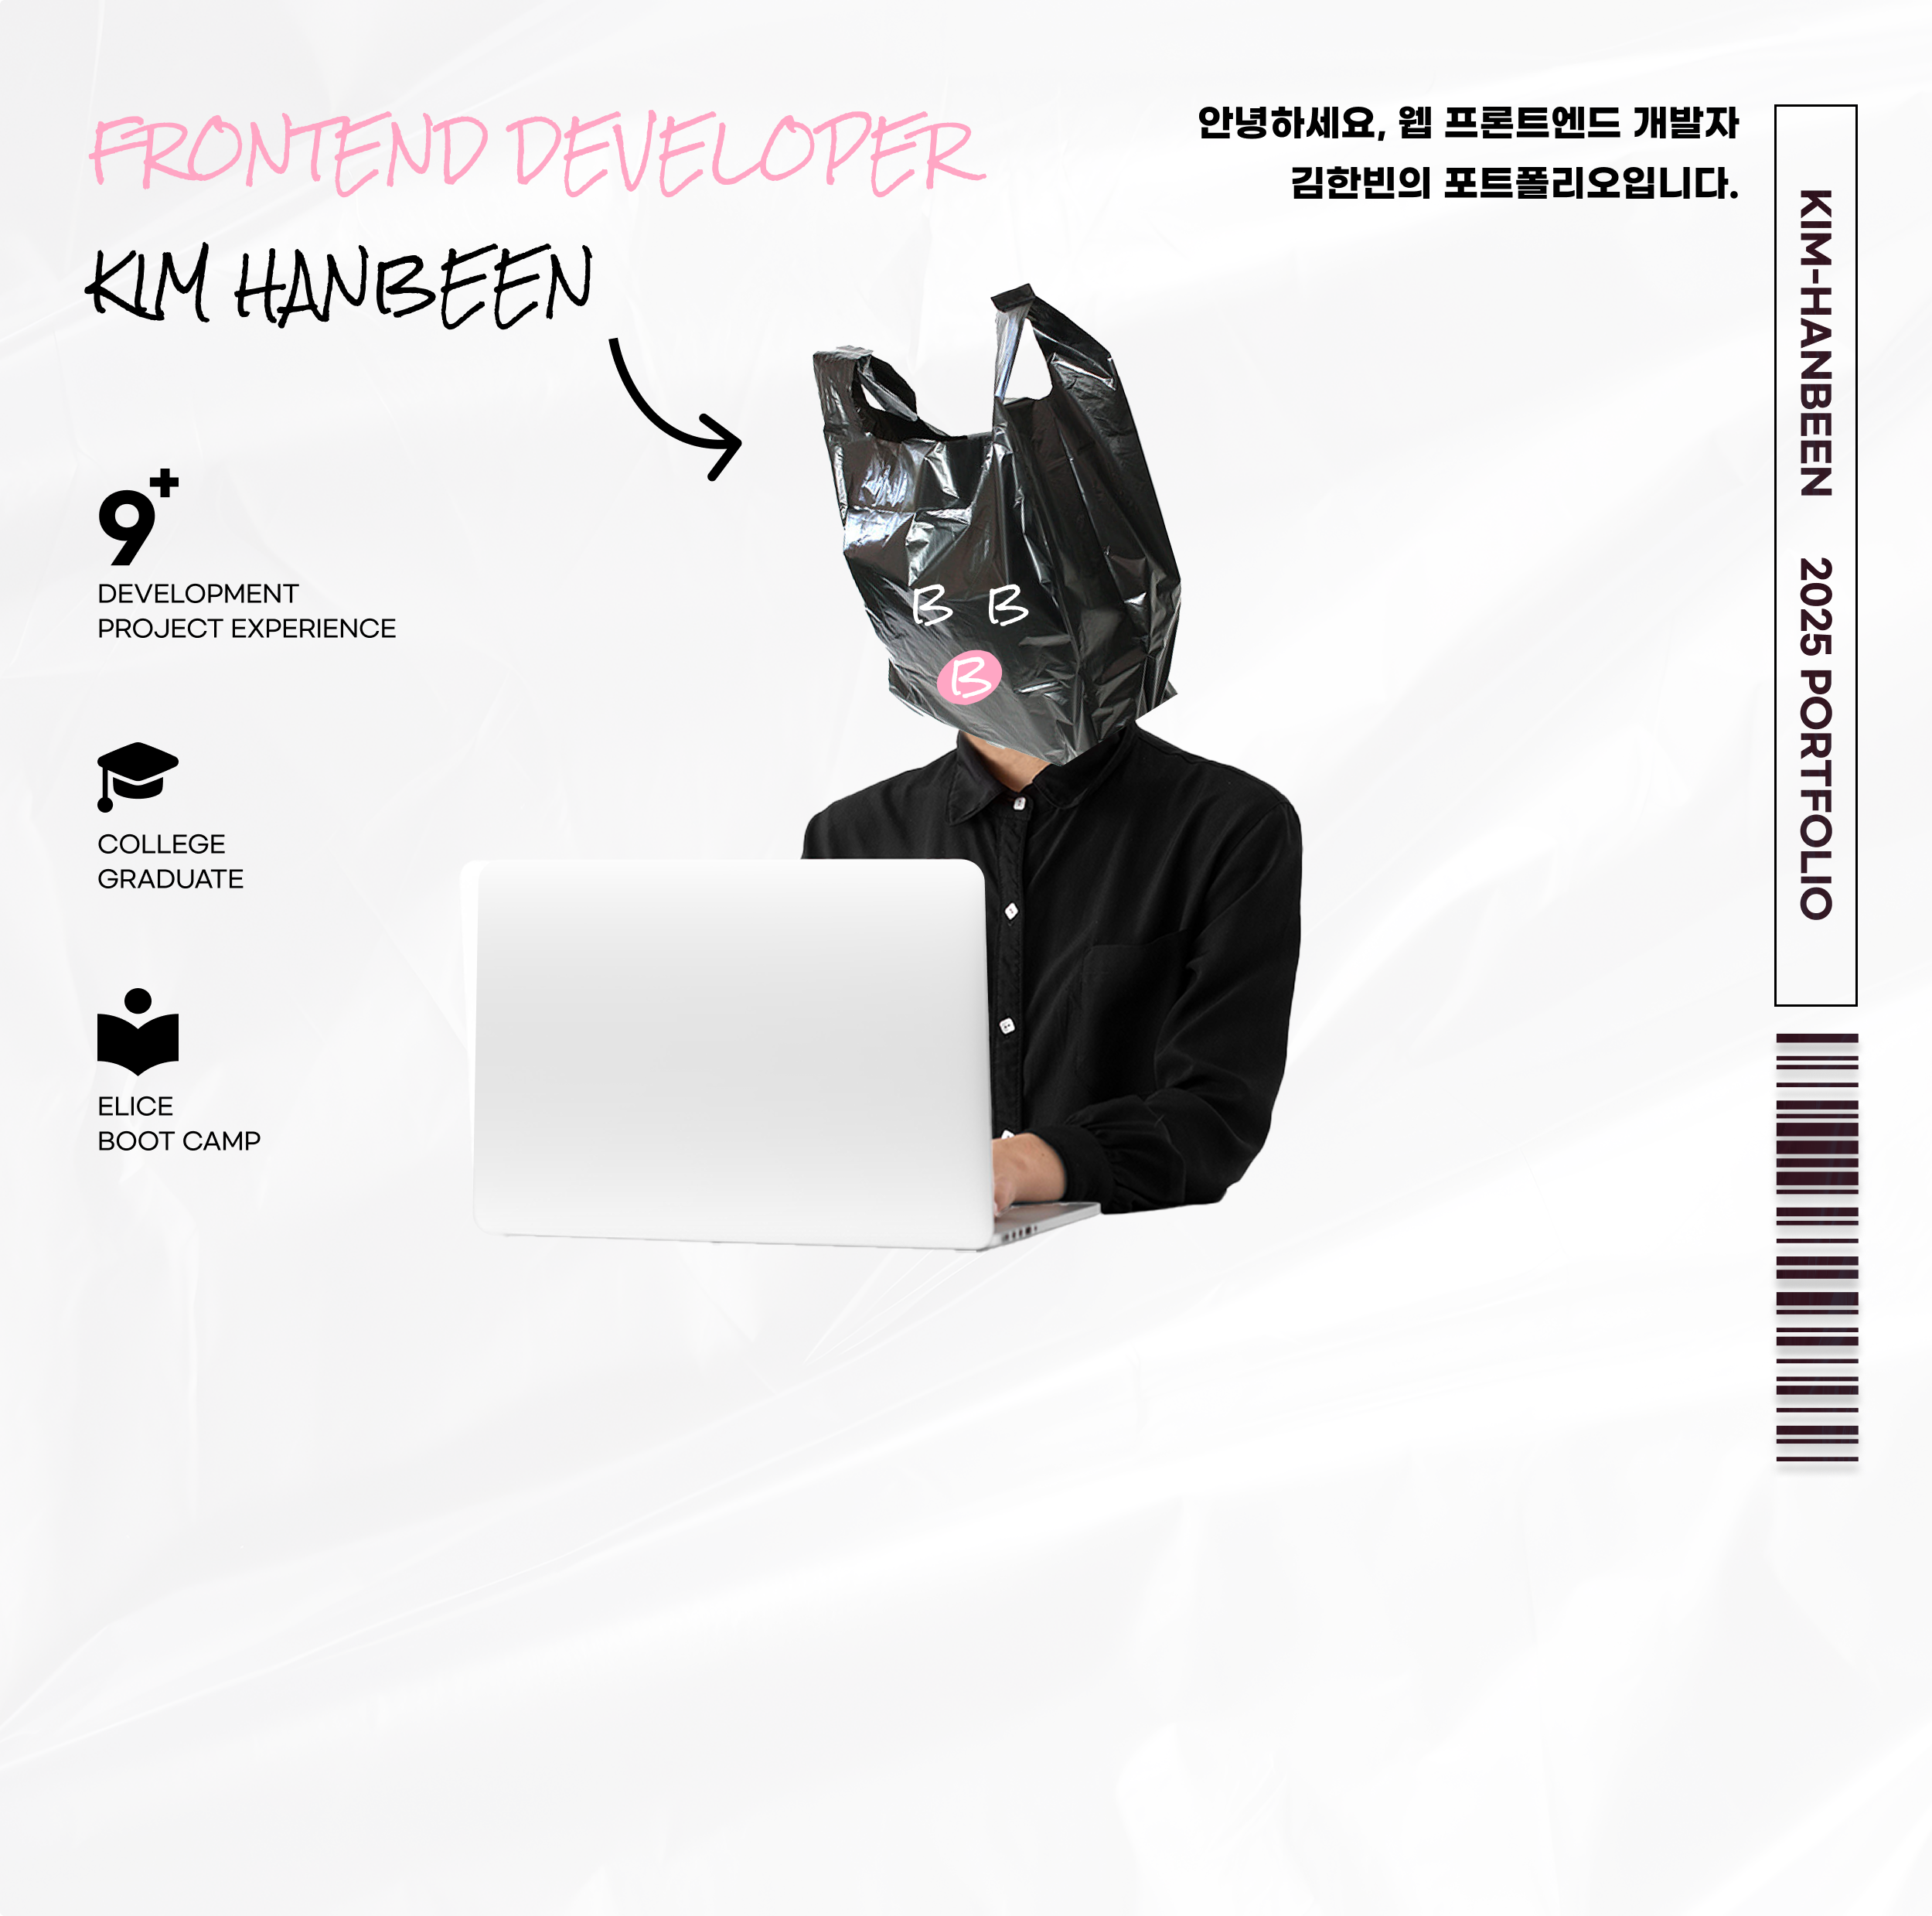 FRONTEND DEVELOPER
KIM HANBEEN
안녕하세요, 웹 프론트엔드 개발자
김한빈의 포트폴리오입니다.
KIM-HANBEEN 2025 PORTFOLIO
9+
DEVELOPMENT
PROJECT EXPERIENCE
B B
B
COLLEGE
GRADUATE
ELICE
BOOT CAMP